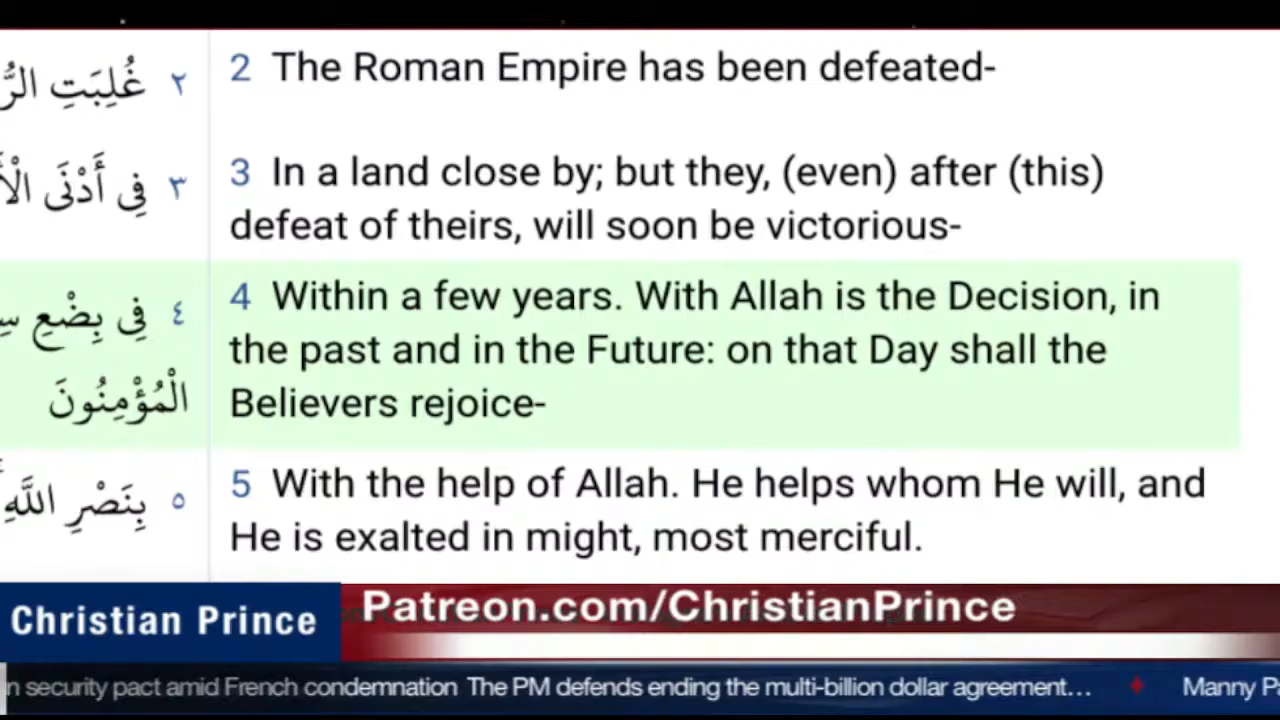 ٢ غُلِبَتِ
2 The Roman Empire has been defeated-
٣ فِي أَدْنَى
3 In a land close by; but they, (even) after (this)
defeat of theirs, will soon be victorious-
٤ فِي بِضْعِ
4 Within a few years. With Allah is the Decision, in
the past and in the Future: on that Day shall the
الْمُؤْمِنُونَ
Believers rejoice-
٥ بِنَصْرِ اللَّهِ
5 With the help of Allah. He helps whom He will, and
He is exalted in might, most merciful.
Christian Prince
Patreon.com/ChristianPrince
n security pact amid French condemnation The PM defends ending the multi-billion dollar agreement... Manny